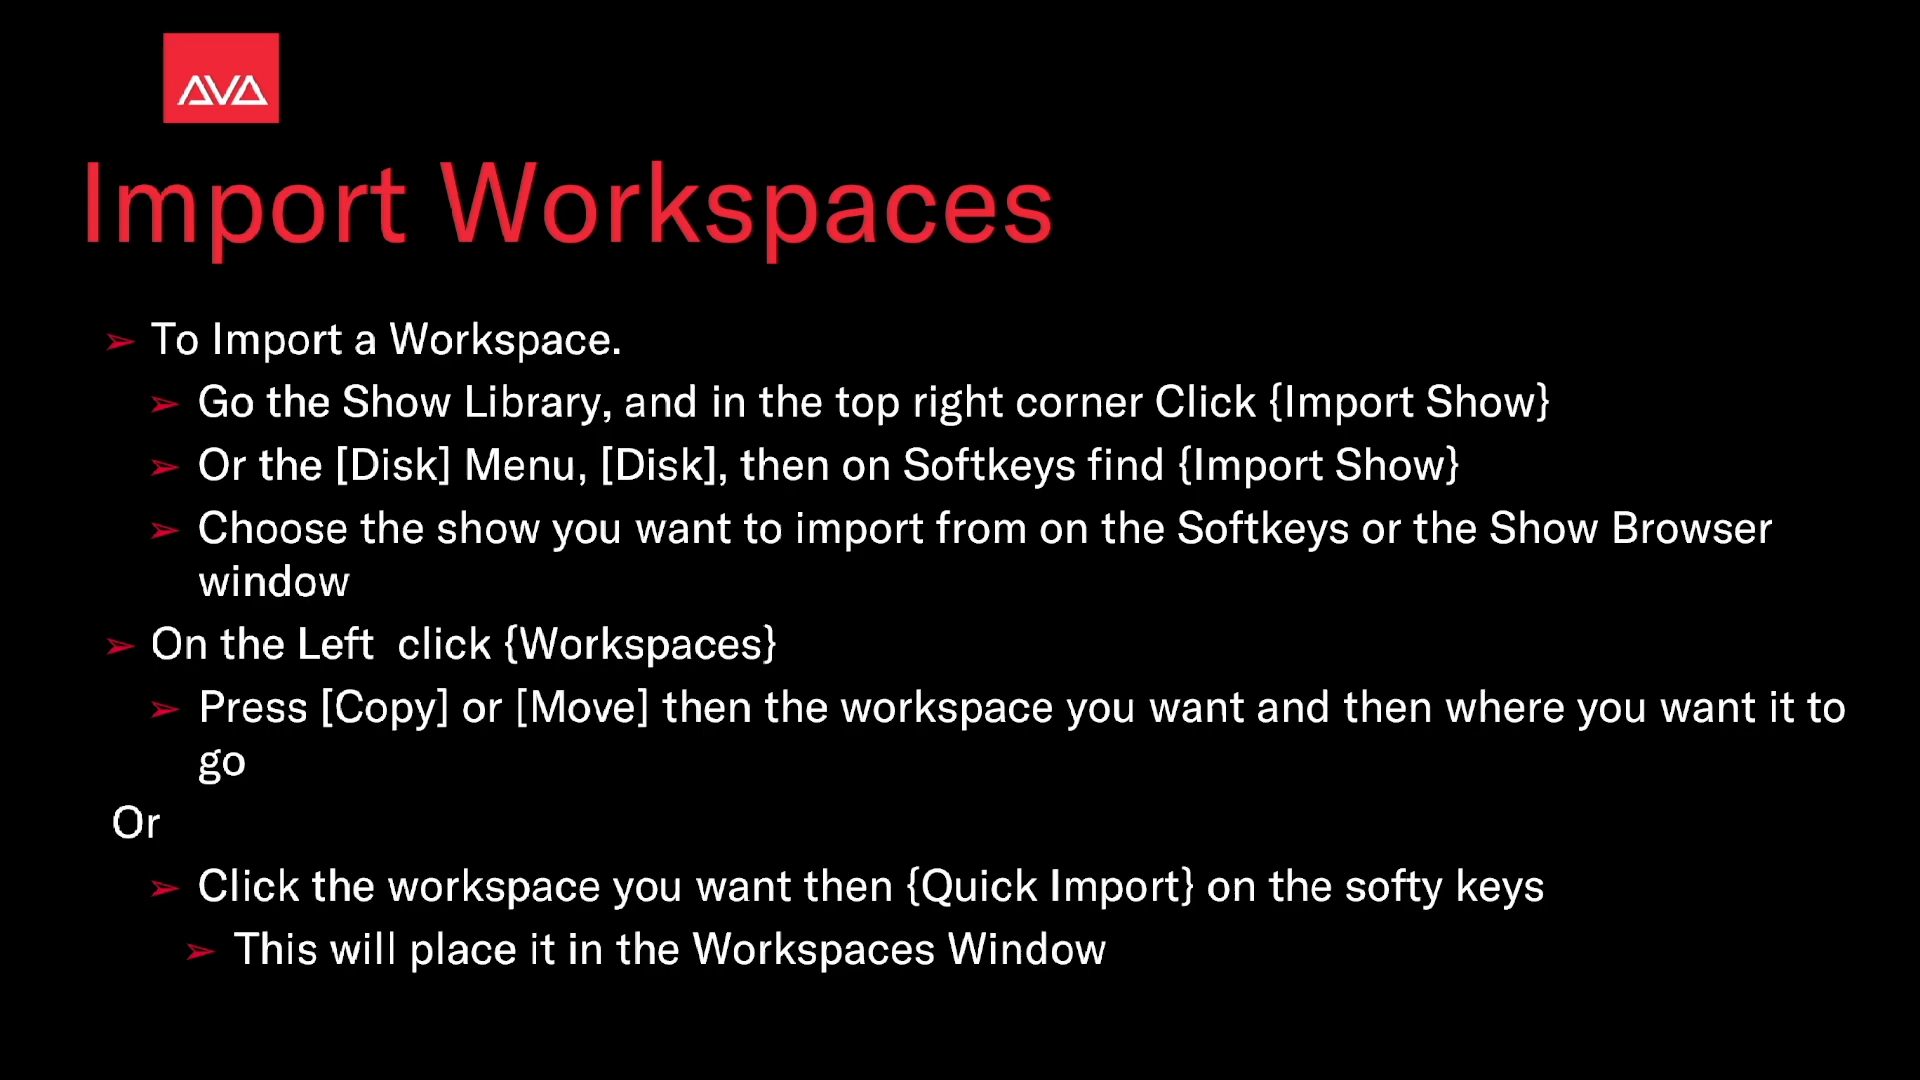 AVA
Import Workspaces
➢ To Import a Workspace.
➢ Go the Show Library, and in the top right corner Click {Import Show}
➢ Or the [Disk] Menu, [Disk], then on Softkeys find {Import Show}
➢ Choose the show you want to import from on the Softkeys or the Show Browser
window
➢ On the Left  click {Workspaces}
➢ Press [Copy] or [Move] then the workspace you want and then where you want it to
go
Or
➢ Click the workspace you want then {Quick Import} on the softy keys
➢ This will place it in the Workspaces Window